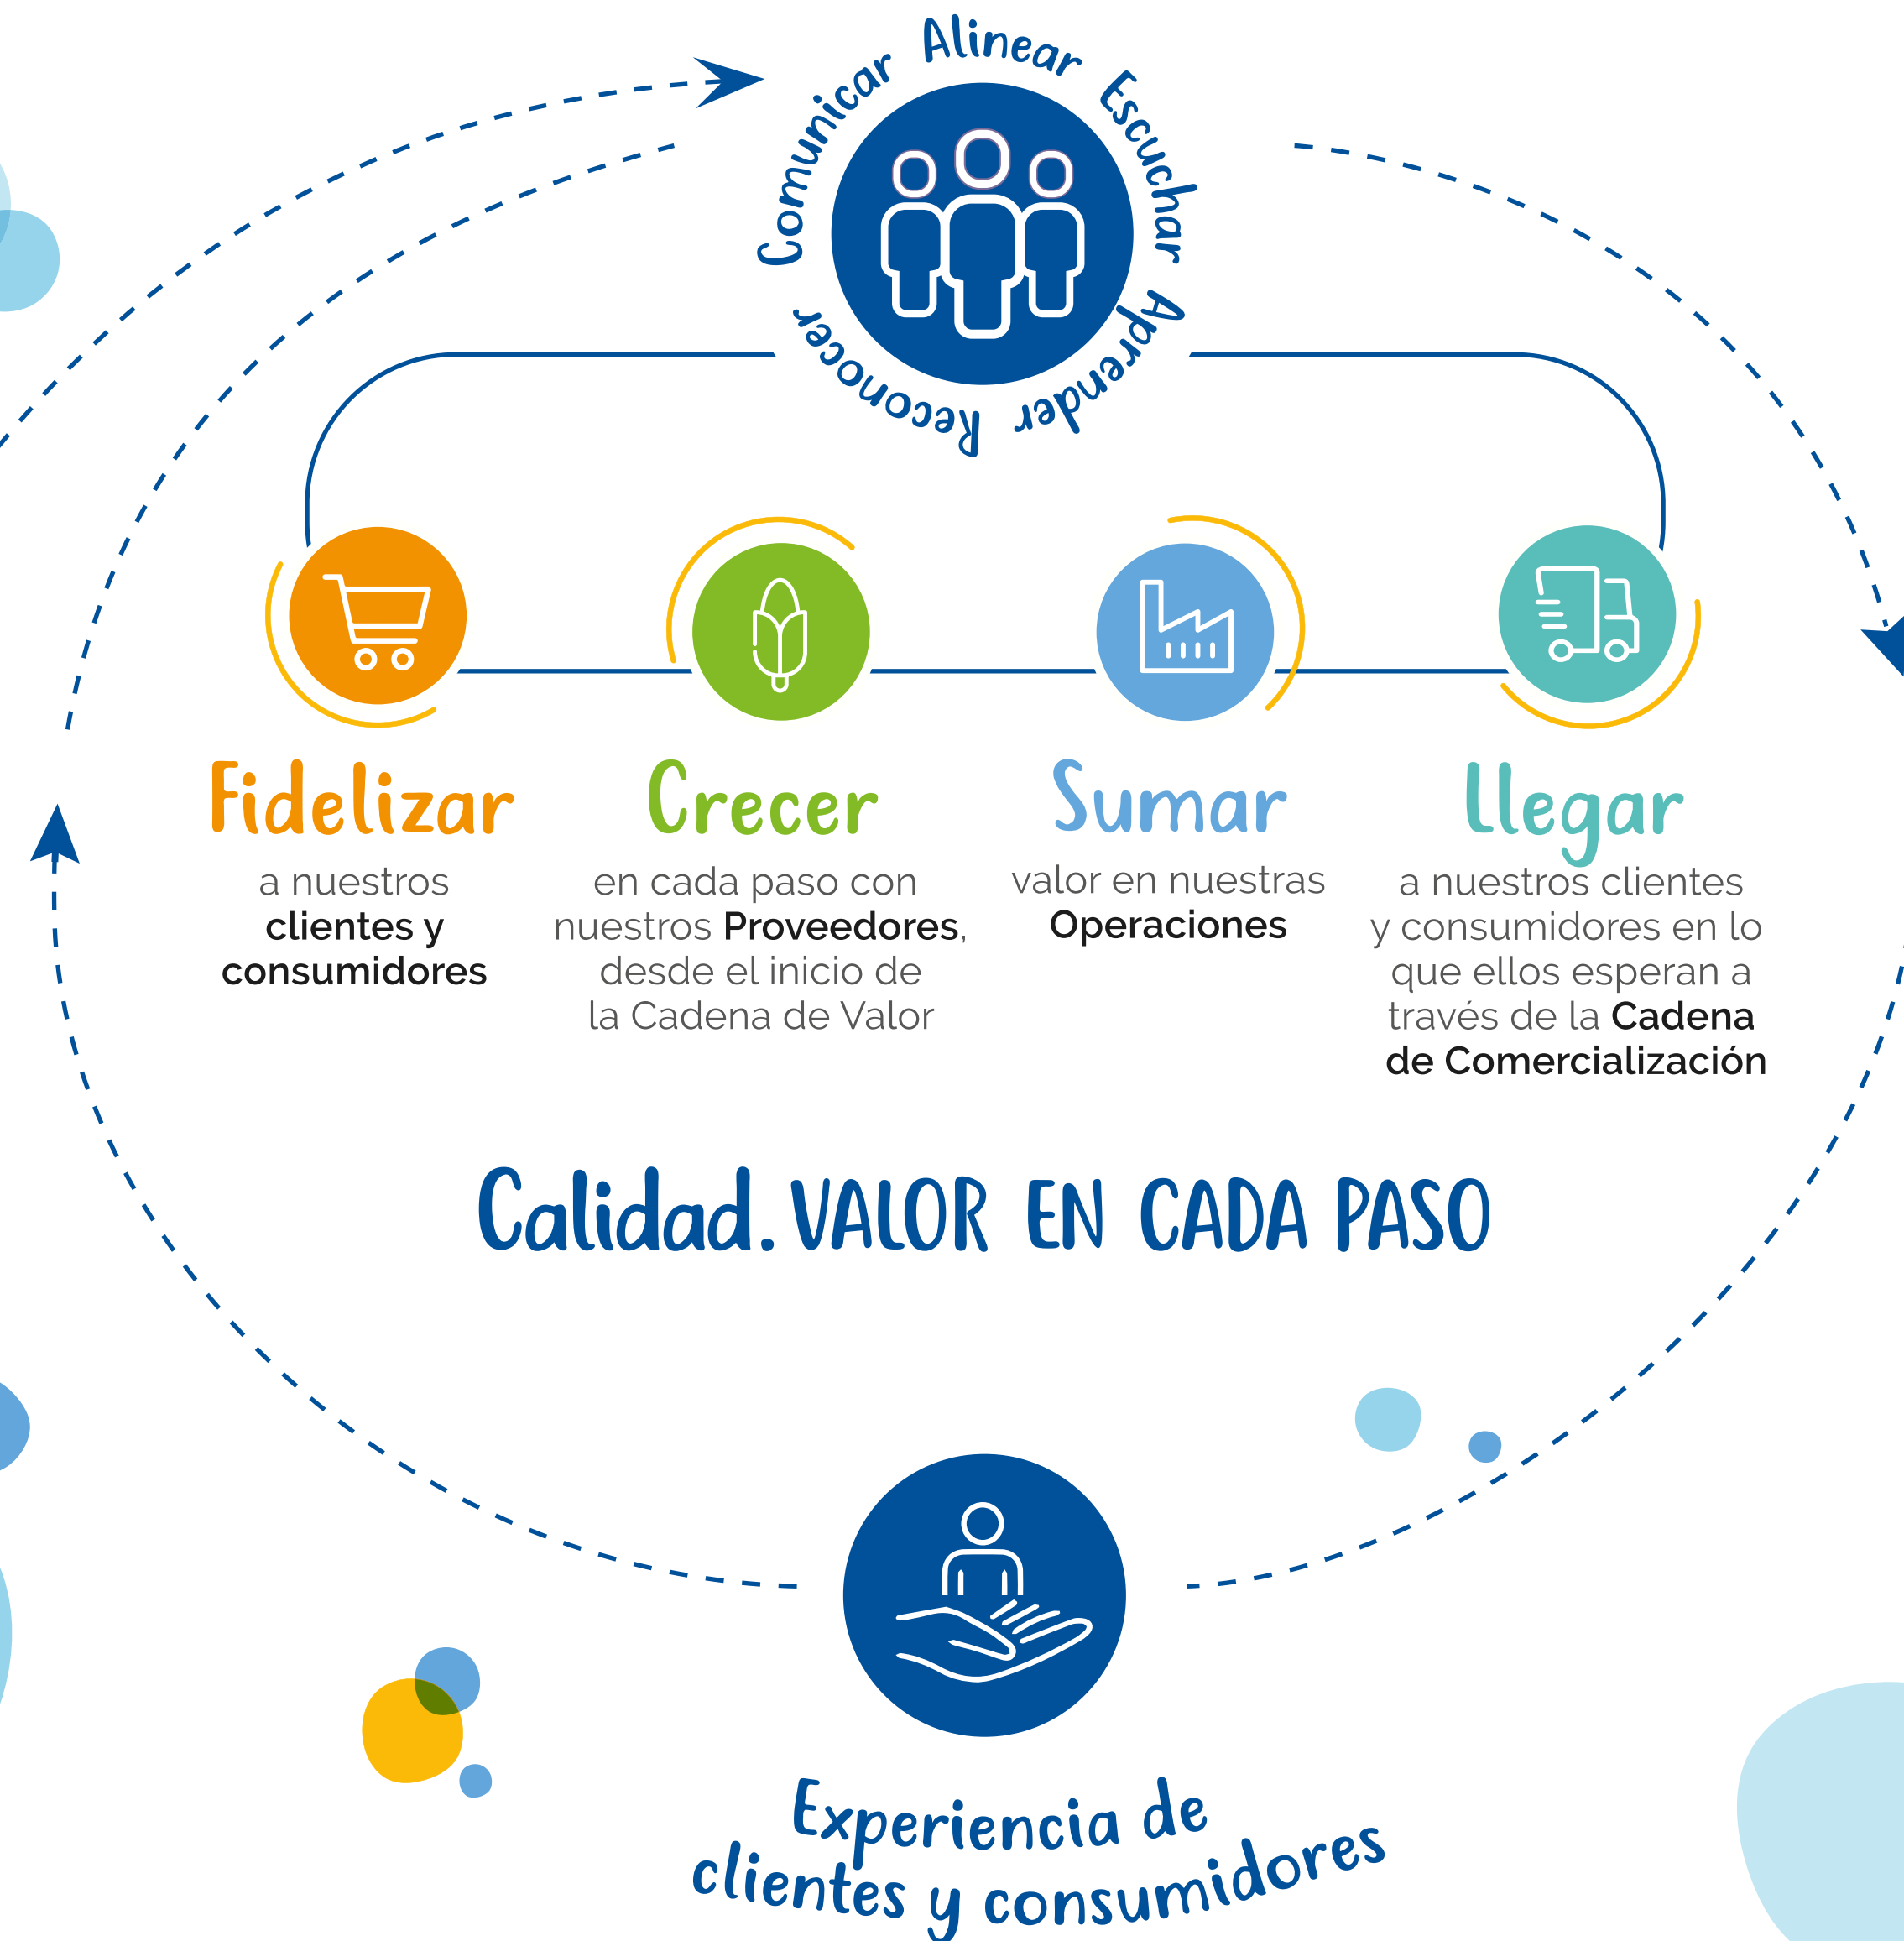 Comunicar Alinear Escuchar Aprender Reconocer
Fidelizar
a nuestros
clientes y
consumidores
Crecer
en cada paso con
nuestros Proveedores,
desde el inicio de
la Cadena de Valor
Sumar
valor en nuestras
Operaciones
Llegar
a nuestros clientes
y consumidores en lo
que ellos esperan a
través de la Cadena
de Comercialización
Calidad. VALOR EN CADA PASO
Experiencia de
clientes y consumidores